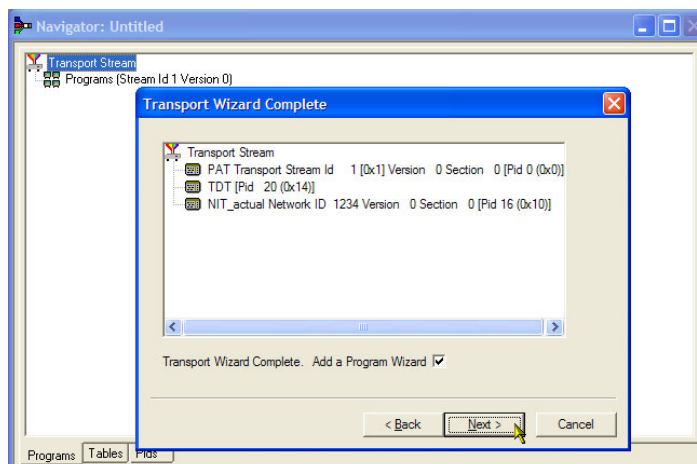 Navigator: Untitled
Transport Stream
Programs (Stream Id 1 Version 0)
Transport Wizard Complete
Transport Stream
PAT Transport Stream Id 1 [0x1] Version 0 Section 0 [Pid 0 (0x0)]
TDT [Pid 20 (0x14)]
NIT_actual Network ID 1234 Version 0 Section 0 [Pid 16 (0x10)]
Transport Wizard Complete. Add a Program Wizard
< Back Next > Cancel
Programs Tables Pids